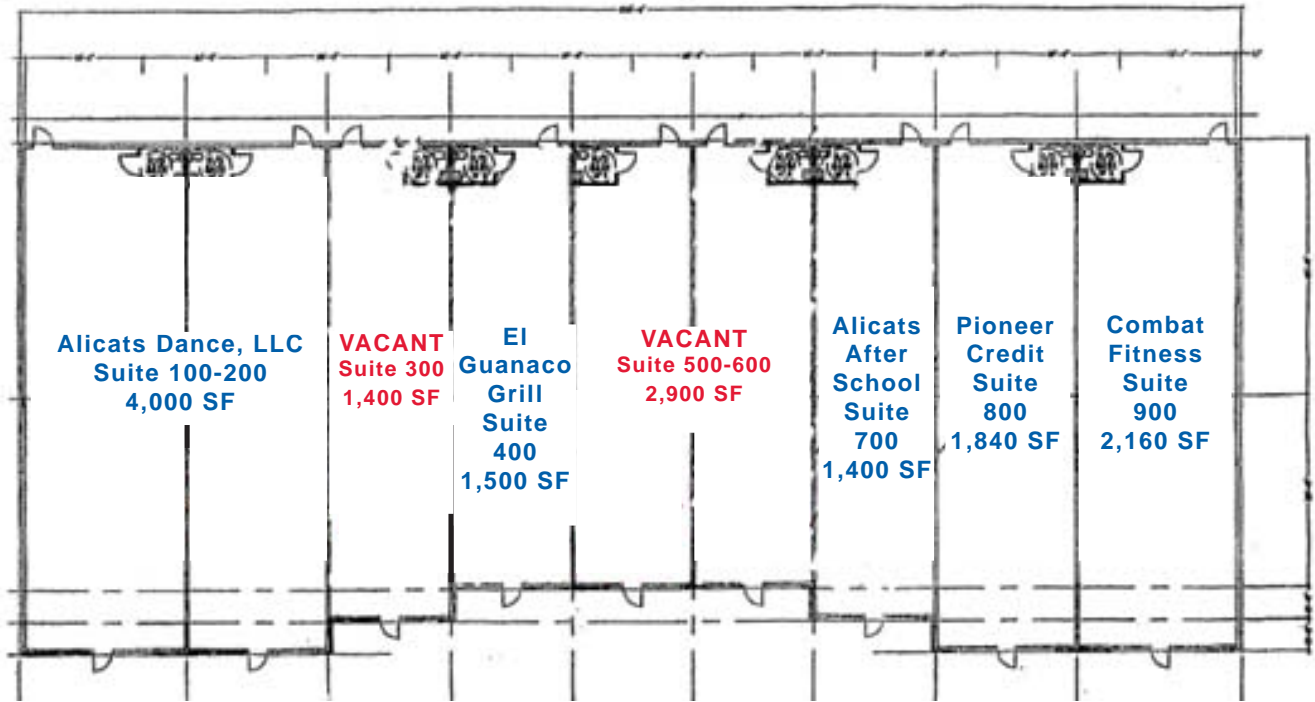 Alicats Dance, LLC
Suite 100-200
4,000 SF
VACANT
Suite 300
1,400 SF
El
Guanaco
Grill
Suite
400
1,500 SF
VACANT
Suite 500-600
2,900 SF
Alicats
After
School
Suite
700
1,400 SF
Pioneer
Credit
Suite
800
1,840 SF
Combat
Fitness
Suite
900
2,160 SF